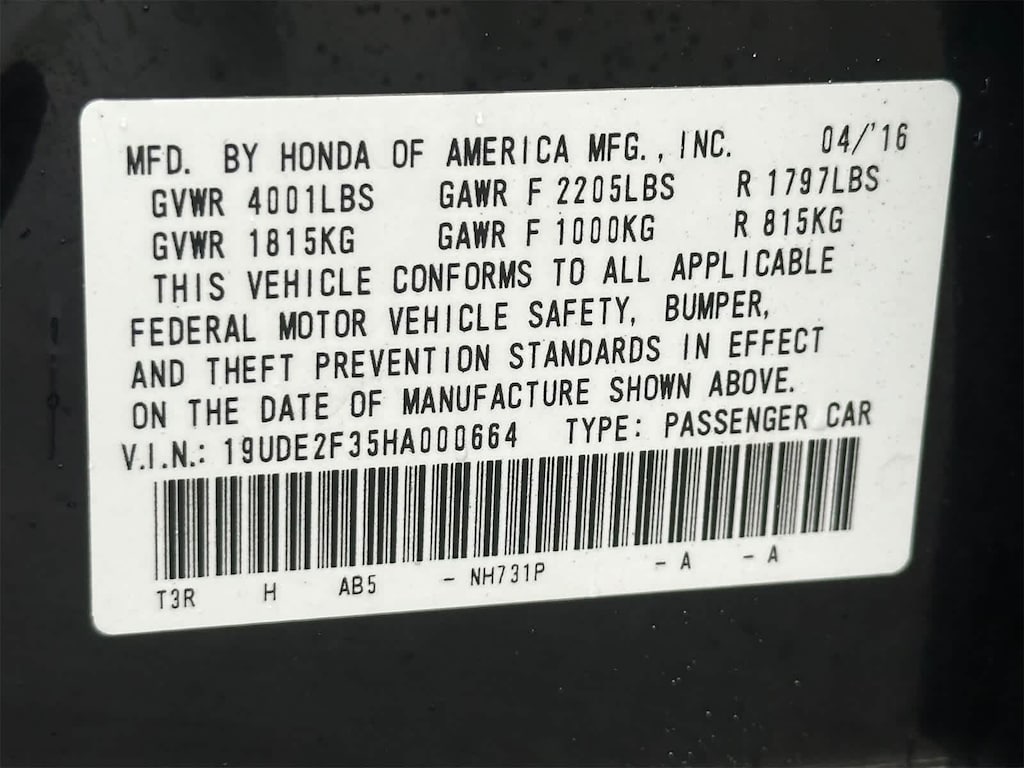 MFD. BY HONDA OF AMERICA MFG., INC. 04/'16
GVWR 4001LBS GAWR F 2205LBS R 1797LBS
GVWR 1815KG GAWR F 1000KG R 815KG
THIS VEHICLE CONFORMS TO ALL APPLICABLE
FEDERAL MOTOR VEHICLE SAFETY, BUMPER,
AND THEFT PREVENTION STANDARDS IN EFFECT
ON THE DATE OF MANUFACTURE SHOWN ABOVE.
V.I.N.: 19UDE2F35HA000664 TYPE: PASSENGER CAR
T3R H AB5 - NH731P - A - A